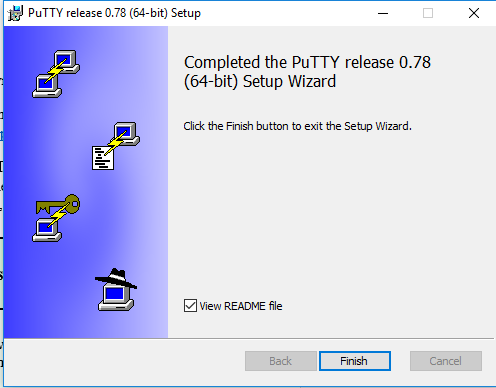 PuTTY release 0.78 (64-bit) Setup
Completed the PuTTY release 0.78
(64-bit) Setup Wizard
Click the Finish button to exit the Setup Wizard.
View README file
Back
Finish
Cancel